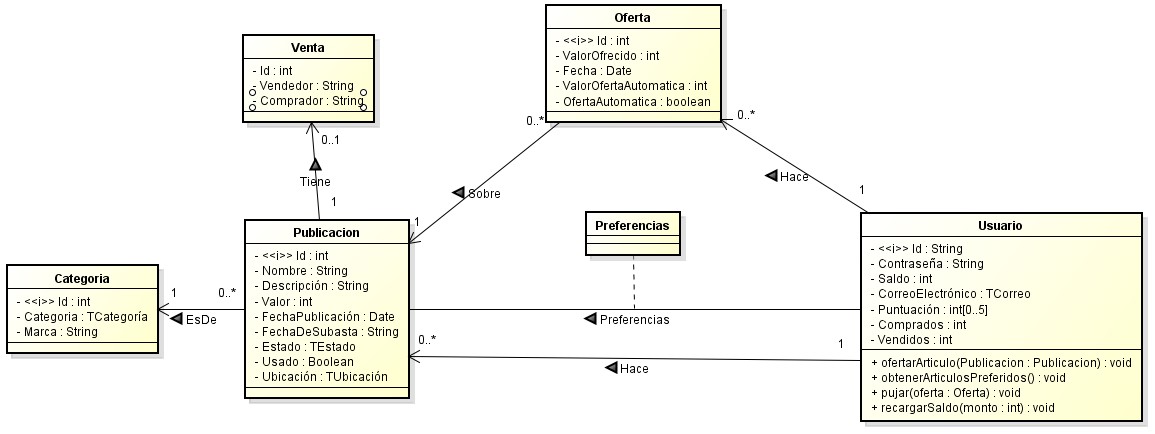 Oferta
- <<i>> Id : int
- ValorOfrecido : int
- Fecha : Date
- ValorOfertaAutomatica : int
- OfertaAutomatica : boolean
Venta
- Id : int
- Vendedor : String
- Comprador : String
0..1
Tiene
1
0..*
Sobre
1
0..*
Hace
1
Preferencias
Publicacion
- <<i>> Id : int
- Nombre : String
- Descripción : String
- Valor : int
- FechaPublicación : Date
- FechaDeSubasta : String
- Estado : TEstado
- Usado : Boolean
- Ubicación : TUbicación
Usuario
- <<i>> Id : String
- Contraseña : String
- Saldo : int
- CorreoElectrónico : TCorreo
- Puntuación : int[0..5]
- Comprados : int
- Vendidos : int
+ ofertarArticulo(Publicacion : Publicacion) : void
+ obtenerArticulosPreferidos() : void
+ pujar(oferta : Oferta) : void
+ recargarSaldo(monto : int) : void
Categoria
- <<i>> Id : int
- Categoria : TCategoría
- Marca : String
1
0..*
EsDe
Preferencias
0..*
1
Hace